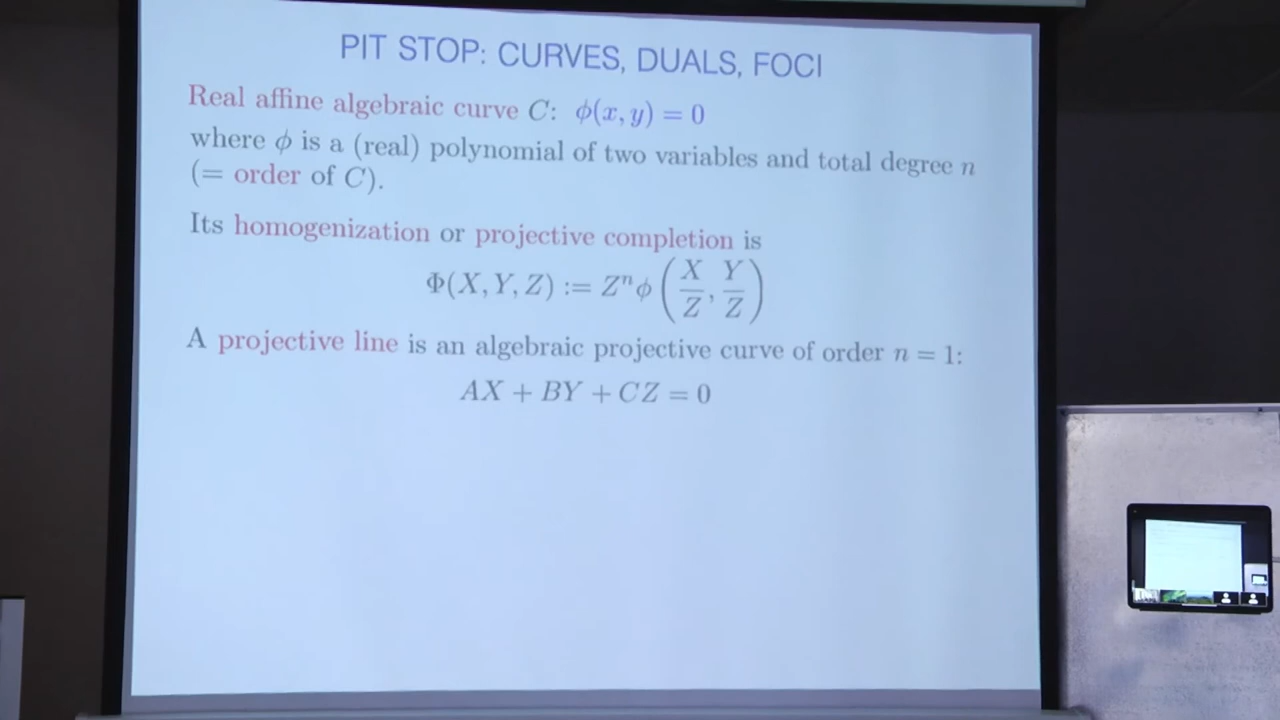 PIT STOP: CURVES, DUALS, FOCI
Real affine algebraic curve C: ϕ(x, y) = 0
where ϕ is a (real) polynomial of two variables and total degree n
(= order of C).
Its homogenization or projective completion is
Φ(X, Y, Z) := Zⁿϕ(X/Z, Y/Z)
A projective line is an algebraic projective curve of order n = 1:
AX + BY + CZ = 0